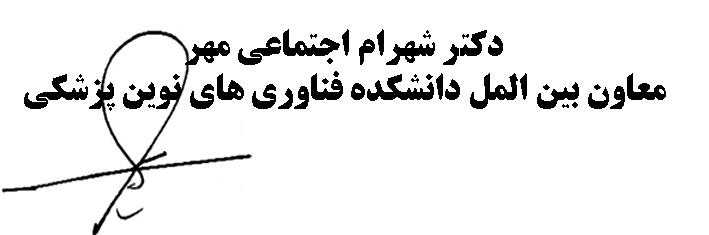 دکتر شهرام اجتماعی مهر
معاون بین الملل دانشکده فناوری های نوین پزشکی